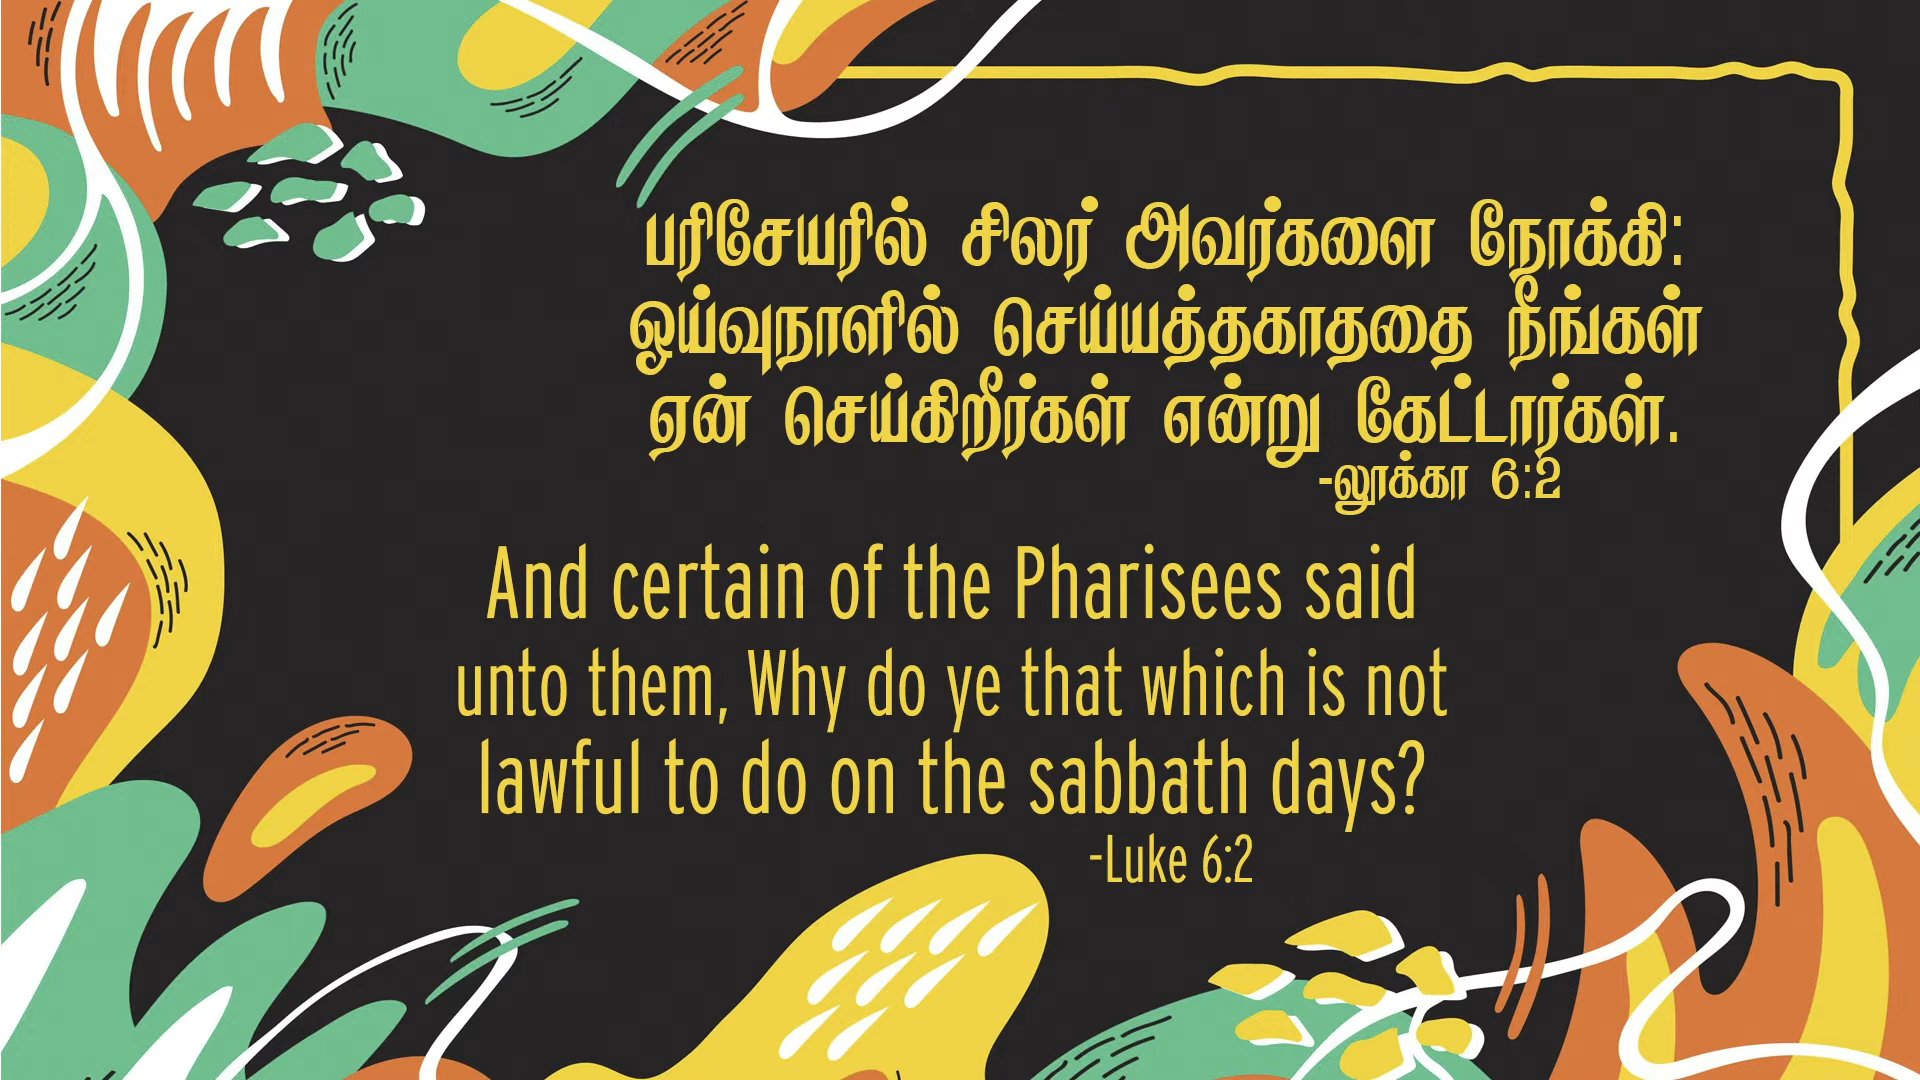 பரிசேயரில் சிலர் அவர்களை நோக்கி:
ஓய்வுநாளில் செய்யத்தகாததை நீங்கள்
ஏன் செய்கிறீர்கள் என்று கேட்டார்கள்.
-லூக்கா 6:2
And certain of the Pharisees said
unto them, Why do ye that which is not
lawful to do on the sabbath days?
-Luke 6:2